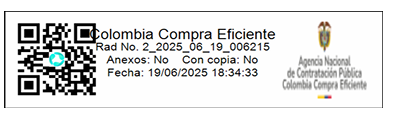 Colombia Compra Eficiente
Rad No. 2_2025_06_19_006215
Anexos: No Con copia: No
Fecha: 19/06/2025 18:34:33
Agencia Nacional
de Contratación Pública
Colombia Compra Eficiente